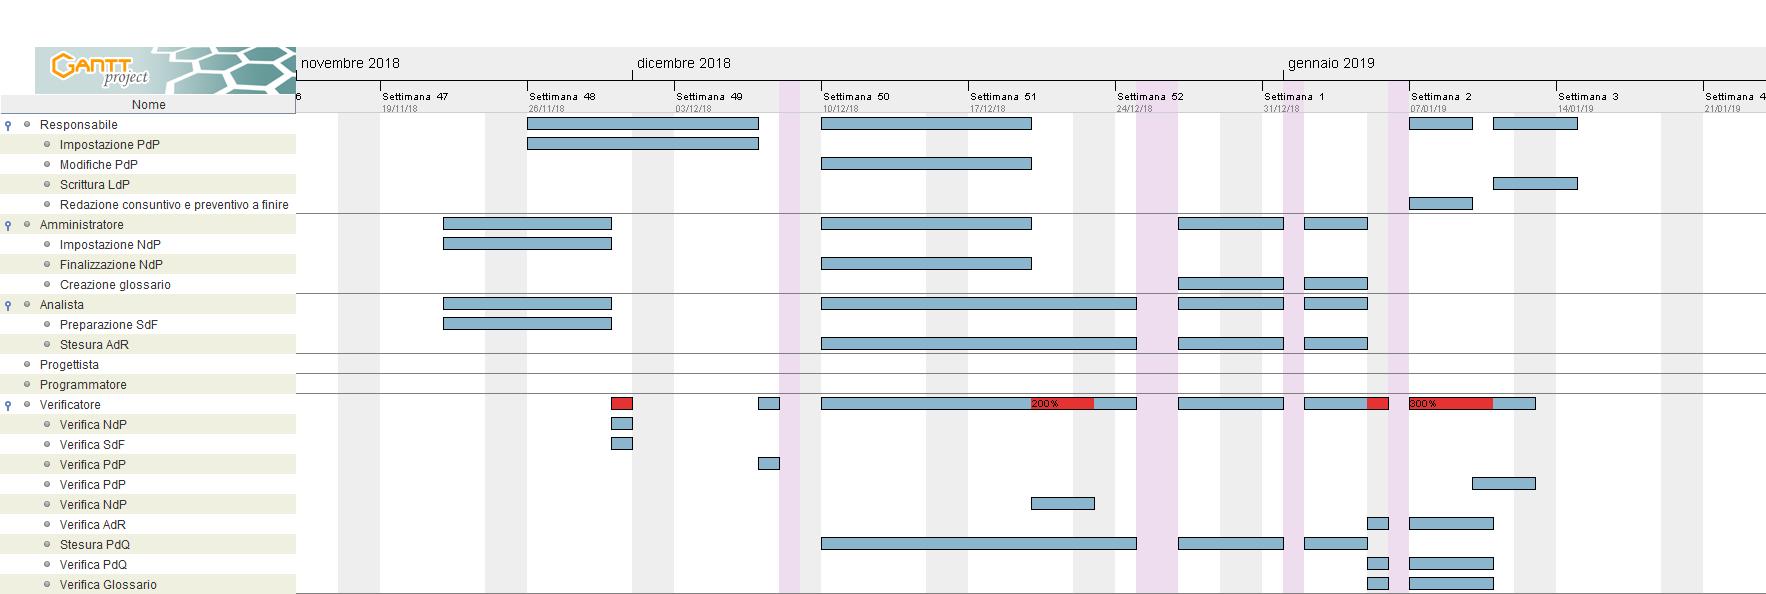 GANTT
project
novembre 2018
dicembre 2018
gennaio 2019
Nome
6
Settimana 47
Settimana 48
Settimana 49
Settimana 50
Settimana 51
Settimana 52
Settimana 1
Settimana 2
Settimana 3
Settimana 4
19/11/18
26/11/18
03/12/18
10/12/18
17/12/18
24/12/18
31/12/18
07/01/19
14/01/19
21/01/19
Responsabile
Impostazione PdP
Modifiche PdP
Scrittura LdP
Redazione consuntivo e preventivo a finire
Amministratore
Impostazione NdP
Finalizzazione NdP
Creazione glossario
Analista
Preparazione SdF
Stesura AdR
Progettista
Programmatore
Verificatore
200%
300%
Verifica NdP
Verifica SdF
Verifica PdP
Verifica PdP
Verifica NdP
Verifica AdR
Stesura PdQ
Verifica PdQ
Verifica Glossario